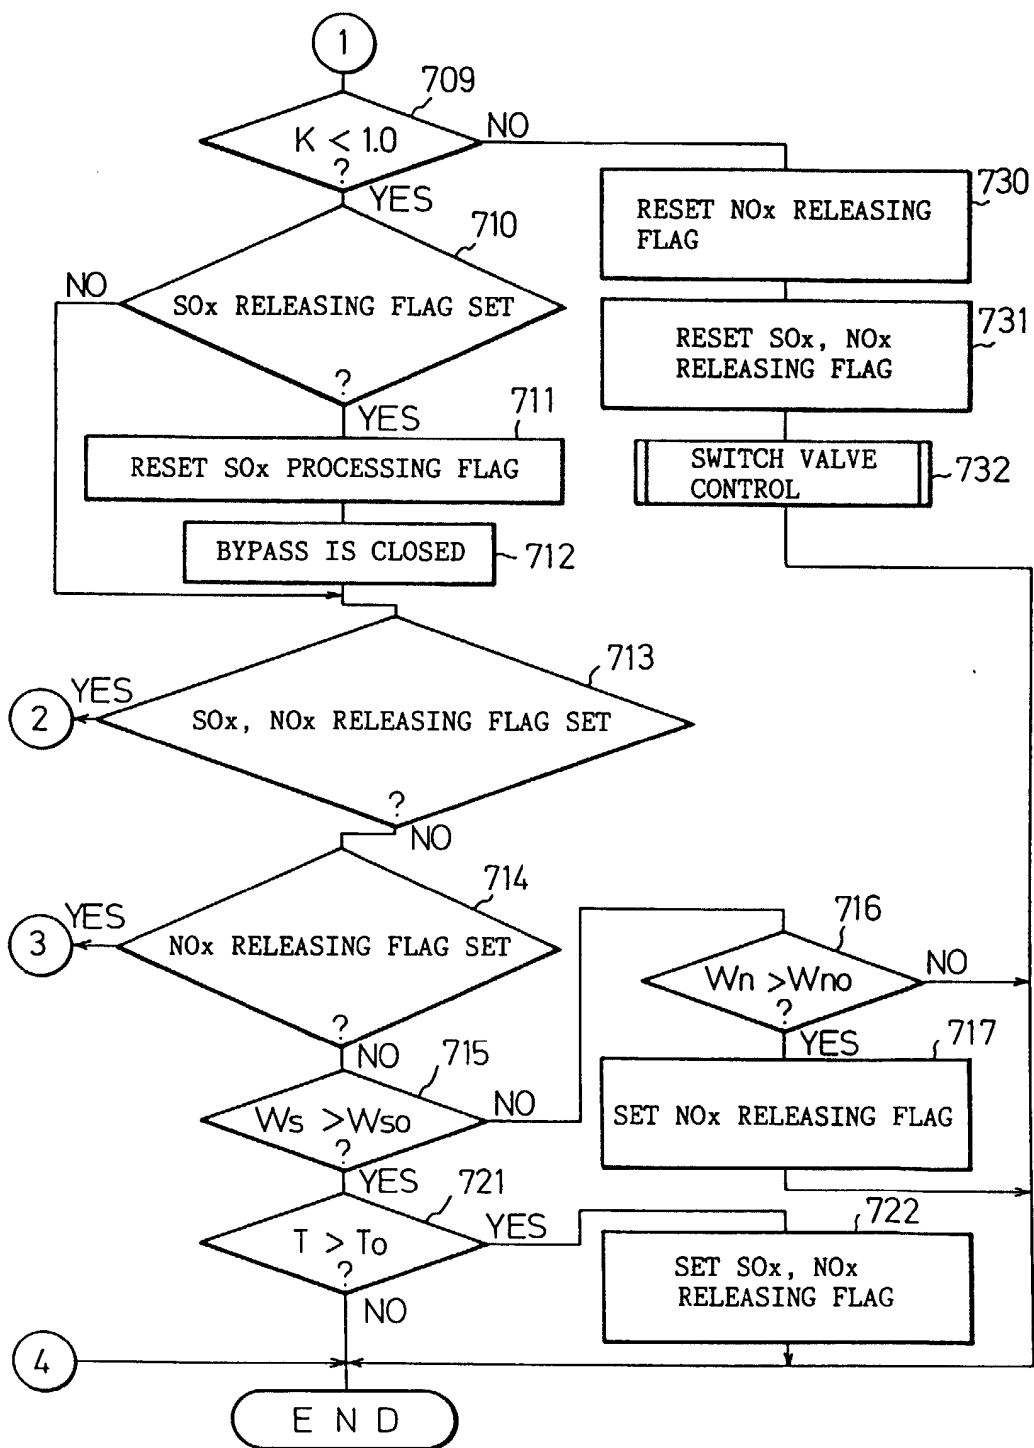 1
709
K < 1.0
?
NO
YES
730
RESET NOx RELEASING
FLAG
710
NO
SOx RELEASING FLAG SET
?
YES
731
RESET SOx, NOx
RELEASING FLAG
711
RESET SOx PROCESSING FLAG
SWITCH VALVE
CONTROL
732
BYPASS IS CLOSED
712
713
YES
2
SOx, NOx RELEASING FLAG SET
?
NO
714
YES
3
NOx RELEASING FLAG SET
?
NO
716
Wn >Wno
?
NO
YES
715
Ws >Wso
?
NO
YES
717
SET NOx RELEASING FLAG
721
T > To
?
YES
NO
722
SET SOx, NOx
RELEASING FLAG
4
END